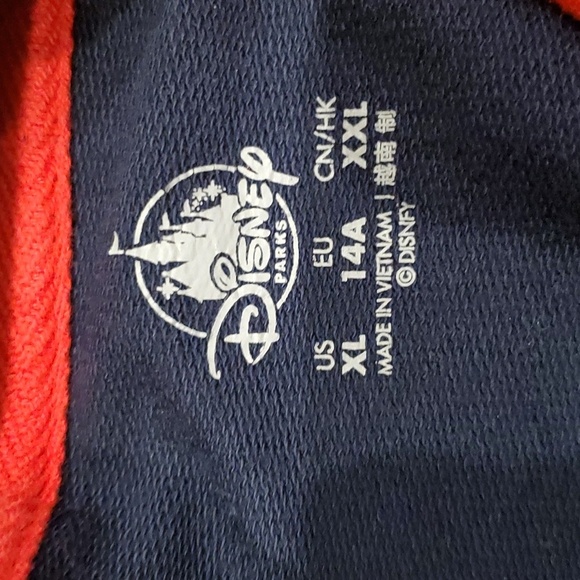 Disney
PARKS
US EU CN/HK
XL 14A XXL
MADE IN VIETNAM | 越南 制
© DISNEY